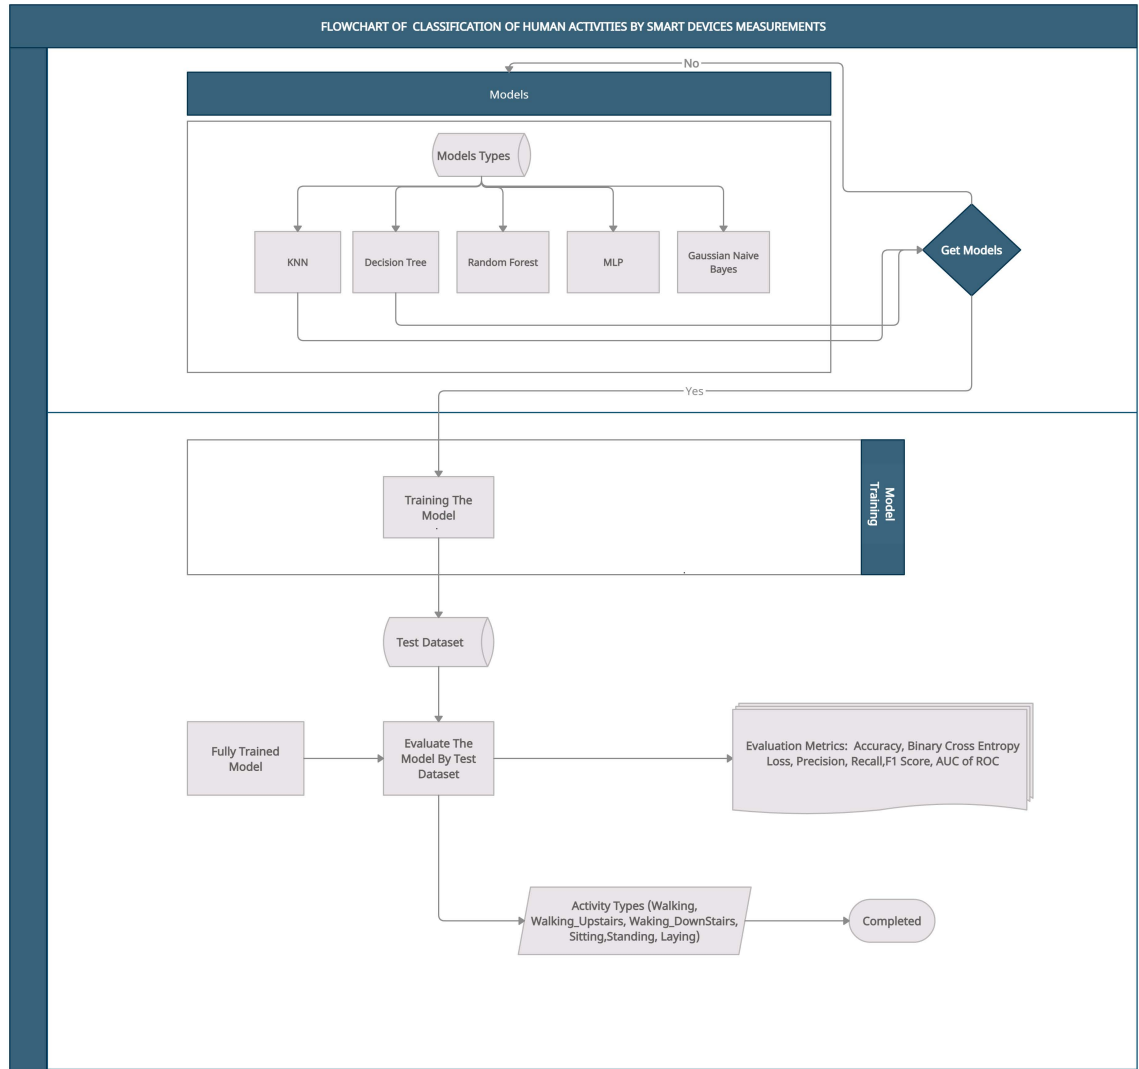 FLOWCHART OF CLASSIFICATION OF HUMAN ACTIVITIES BY SMART DEVICES MEASUREMENTS
No
Models
Models Types
KNN
Decision Tree
Random Forest
MLP
Gaussian Naive
Bayes
Get Models
Yes
Model
Training
Training The
Model
.
.
Test Dataset
Fully Trained
Model
Evaluate The
Model By Test
Dataset
Evaluation Metrics: Accuracy, Binary Cross Entropy
Loss, Precision, Recall,F1 Score, AUC of ROC
Activity Types (Walking,
Walking_Upstairs, Waking_DownStairs,
Sitting,Standing, Laying)
Completed